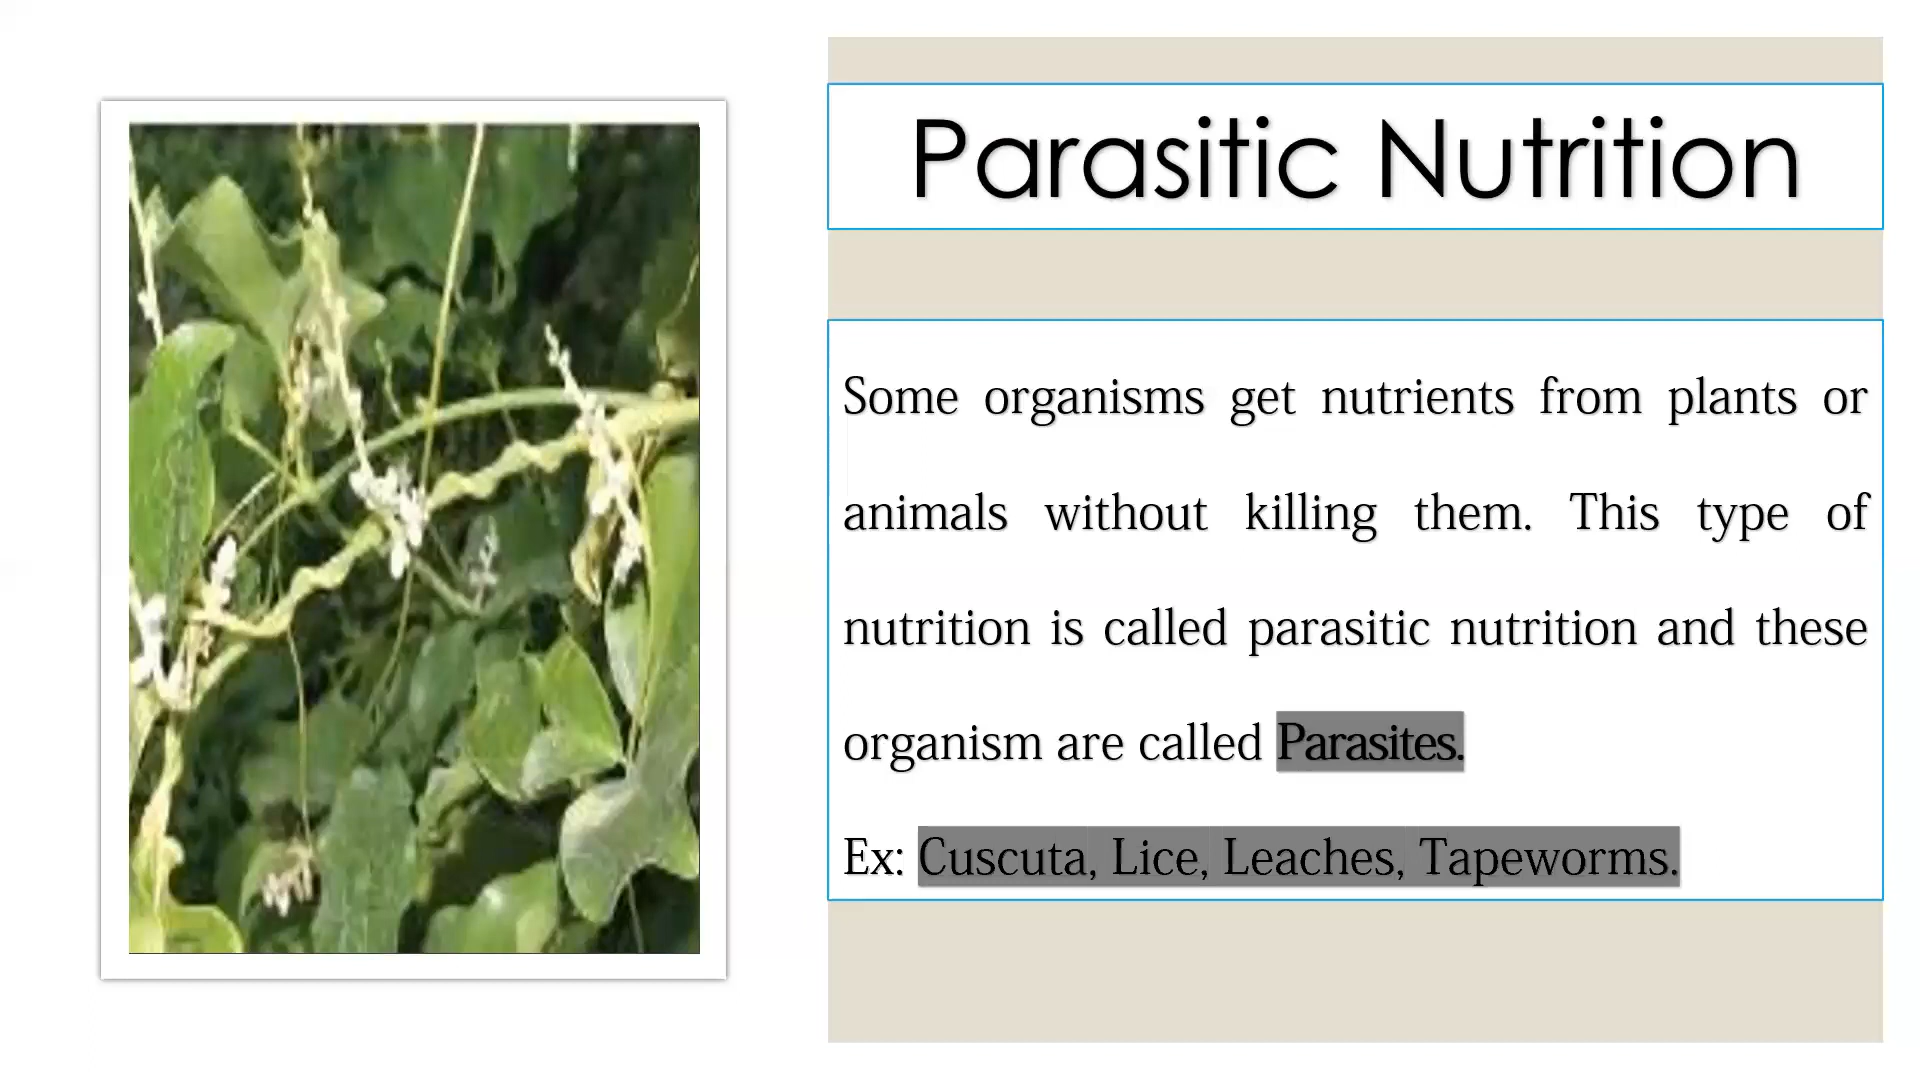 Parasitic Nutrition
Some organisms get nutrients from plants or
animals without killing them. This type of
nutrition is called parasitic nutrition and these
organism are called Parasites.
Ex: Cuscuta, Lice, Leaches, Tapeworms.